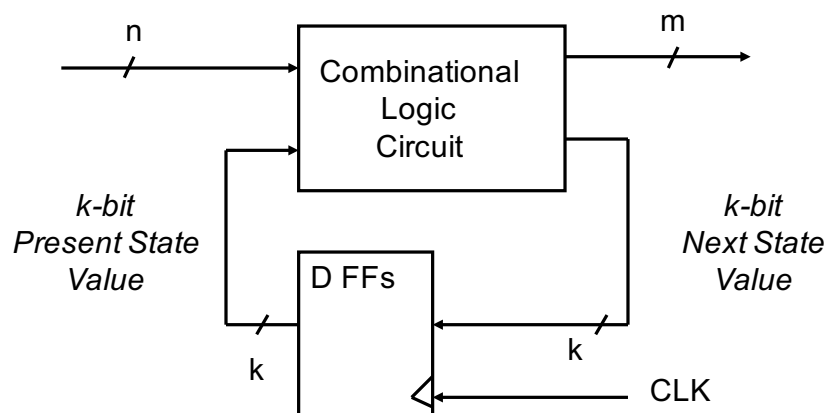 n
m
Combinational
Logic
Circuit
k-bit
Present State
Value
k-bit
Next State
Value
D FFs
k
k
CLK